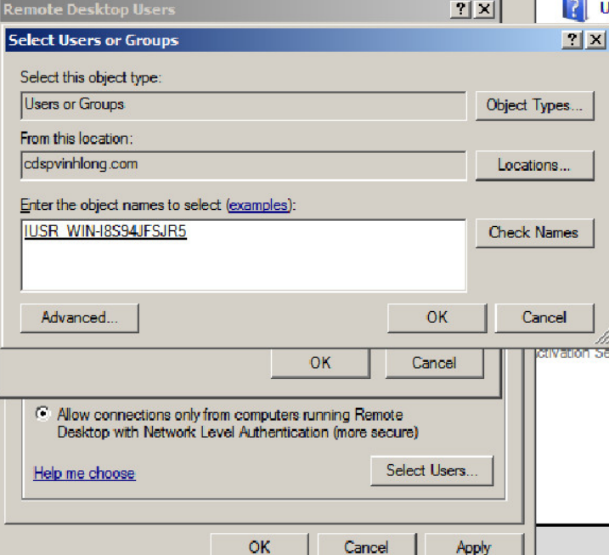 Remote Desktop Users
U
Select Users or Groups
Select this object type:
Users or Groups
Object Types...
From this location:
cdspvinhlong.com
Locations...
Enter the object names to select (examples):
IUSR_WIN-I8S94JFSJR5
Check Names
Advanced...
OK
Cancel
OK
Cancel
ctivation Se
Allow connections only from computers running Remote
Desktop with Network Level Authentication (more secure)
Help me choose
Select Users...
OK
Cancel
Apply